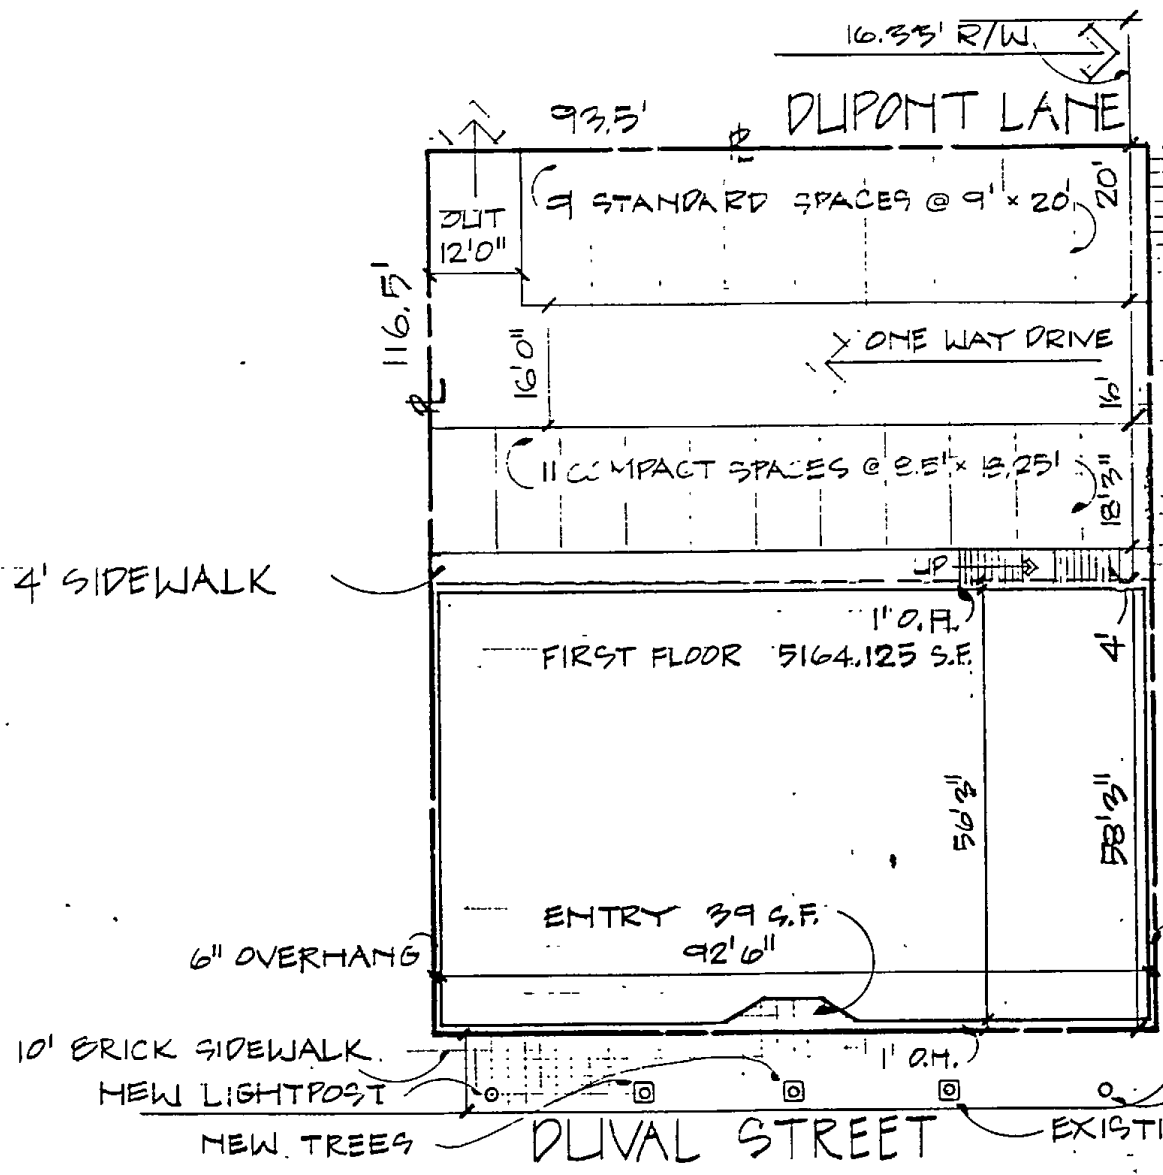 16.33' R/W.
93.5'
DUPONT LANE
9 STANDARD SPACES @ 9' x 20'
20'
OUT
12'0"
116.5'
ONE WAY DRIVE
16'0"
16'
11 COMPACT SPACES @ 8.5' x 18.25'
18'3"
4' SIDEWALK
UP
1' O.H.
4'
FIRST FLOOR 5164.125 S.F.
56'3"
58'3"
ENTRY 39 S.F.
92'6"
6" OVERHANG
10' BRICK SIDEWALK
1' O.H.
NEW LIGHTPOST
NEW TREES
DUVAL STREET
EXISTI